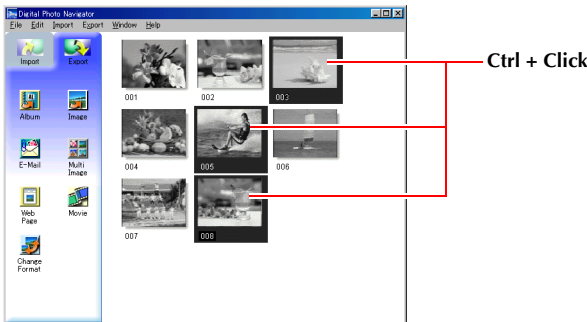 Digital Photo Navigator
File Edit Import Export Window Help
Import Export
Ctrl + Click
001 002 003
Album Image
004 005 006
E-Mail Multi Image
Web Page Movie
007 008
Change Format